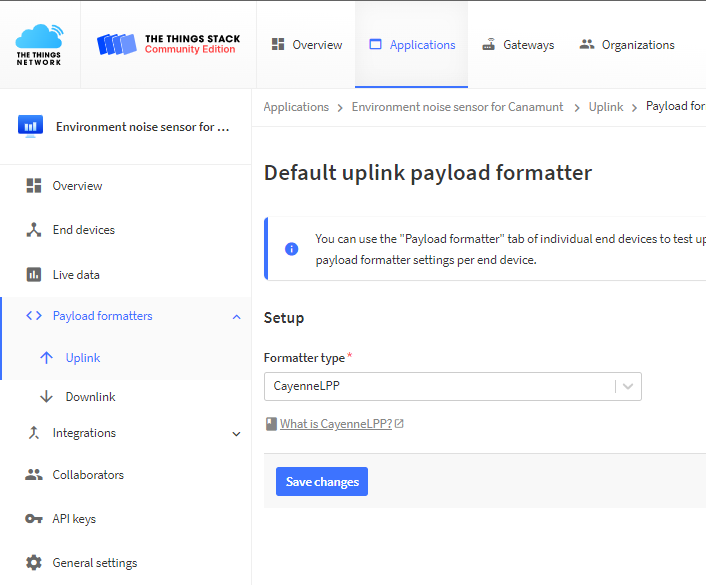 THE THINGS
NETWORK
THE THINGS STACK
Community Edition
Overview
Applications
Gateways
Organizations
Environment noise sensor for ...
Overview
End devices
Live data
Payload formatters
Uplink
Downlink
Integrations
Collaborators
API keys
General settings
Applications > Environment noise sensor for Canamunt > Uplink > Payload for
Default uplink payload formatter
You can use the "Payload formatter" tab of individual end devices to test up
payload formatter settings per end device.
Setup
Formatter type*
CayenneLPP
What is CayenneLPP?
Save changes